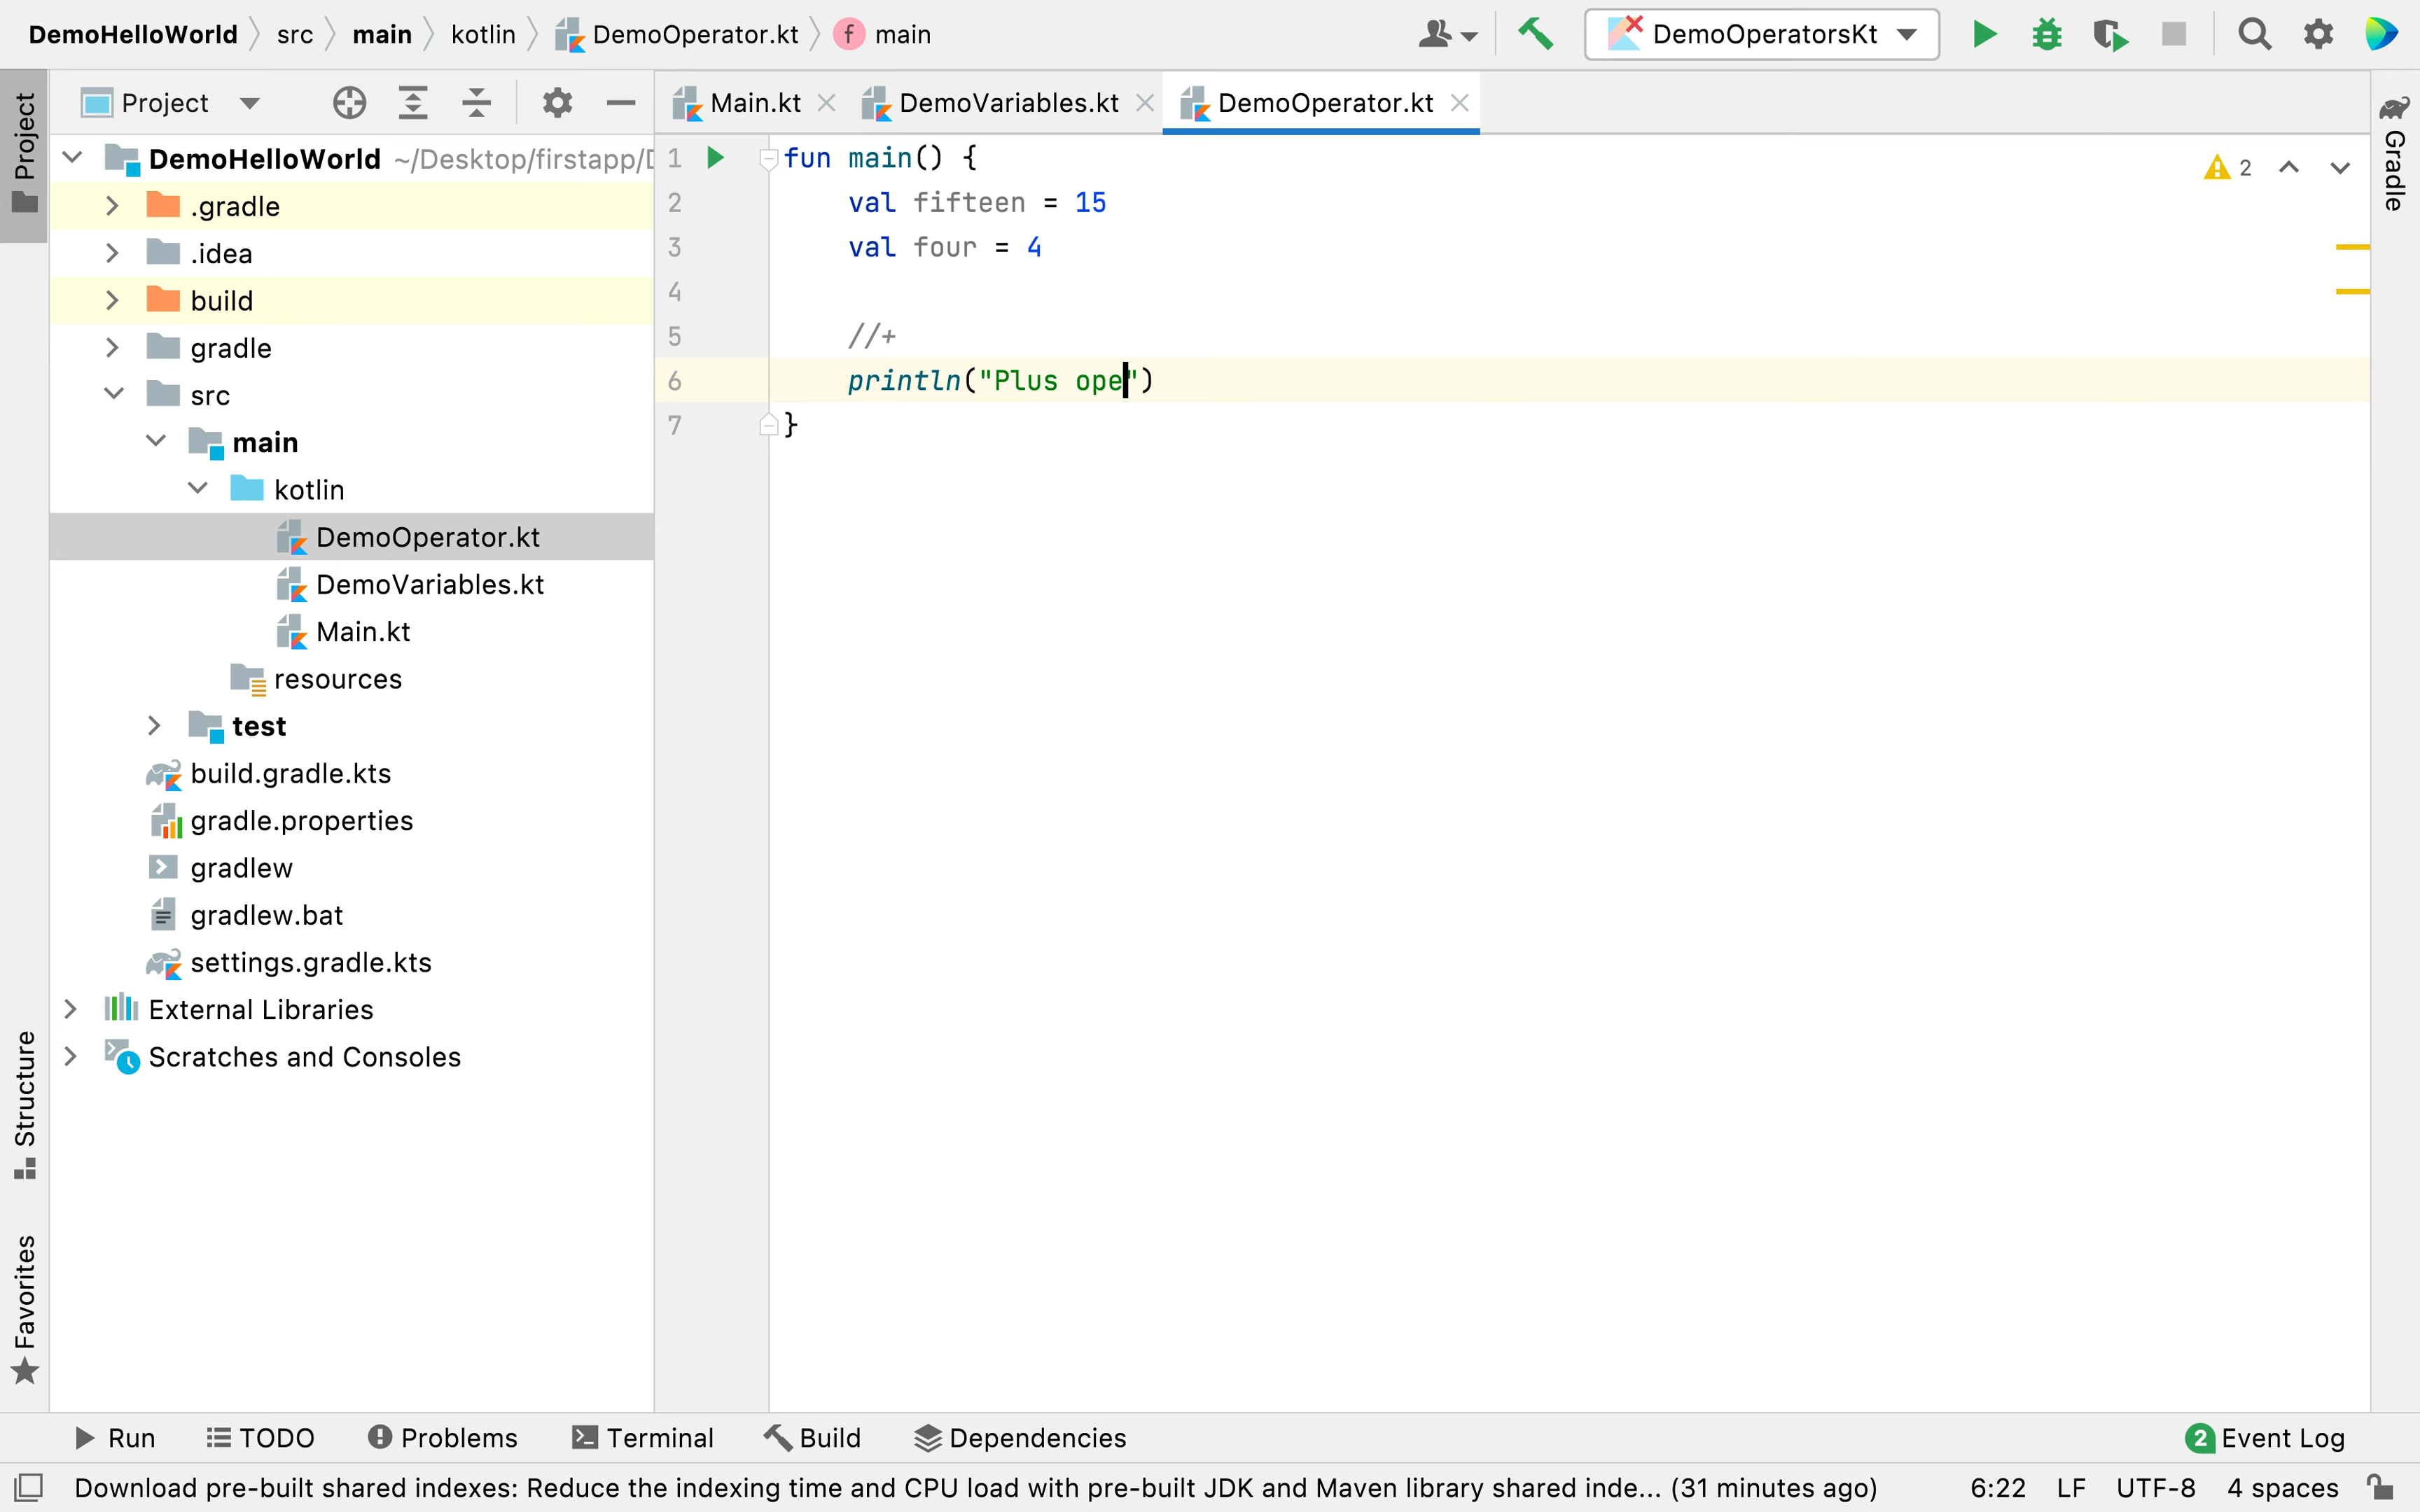 DemoHelloWorld src main kotlin DemoOperator.kt f main DemoOperatorsKt
Project
Project
Main.kt DemoVariables.kt DemoOperator.kt
Gradle
DemoHelloWorld ~/Desktop/firstapp/D
.gradle
.idea
build
gradle
src
main
kotlin
DemoOperator.kt
DemoVariables.kt
Main.kt
resources
test
build.gradle.kts
gradle.properties
gradlew
gradlew.bat
settings.gradle.kts
External Libraries
Scratches and Consoles
1 fun main() {
2 val fifteen = 15
3 val four = 4
4
5 //+
6 println("Plus ope")
7 }
2
Structure
Favorites
Run TODO Problems Terminal Build Dependencies 2 Event Log
Download pre-built shared indexes: Reduce the indexing time and CPU load with pre-built JDK and Maven library shared inde... (31 minutes ago) 6:22 LF UTF-8 4 spaces